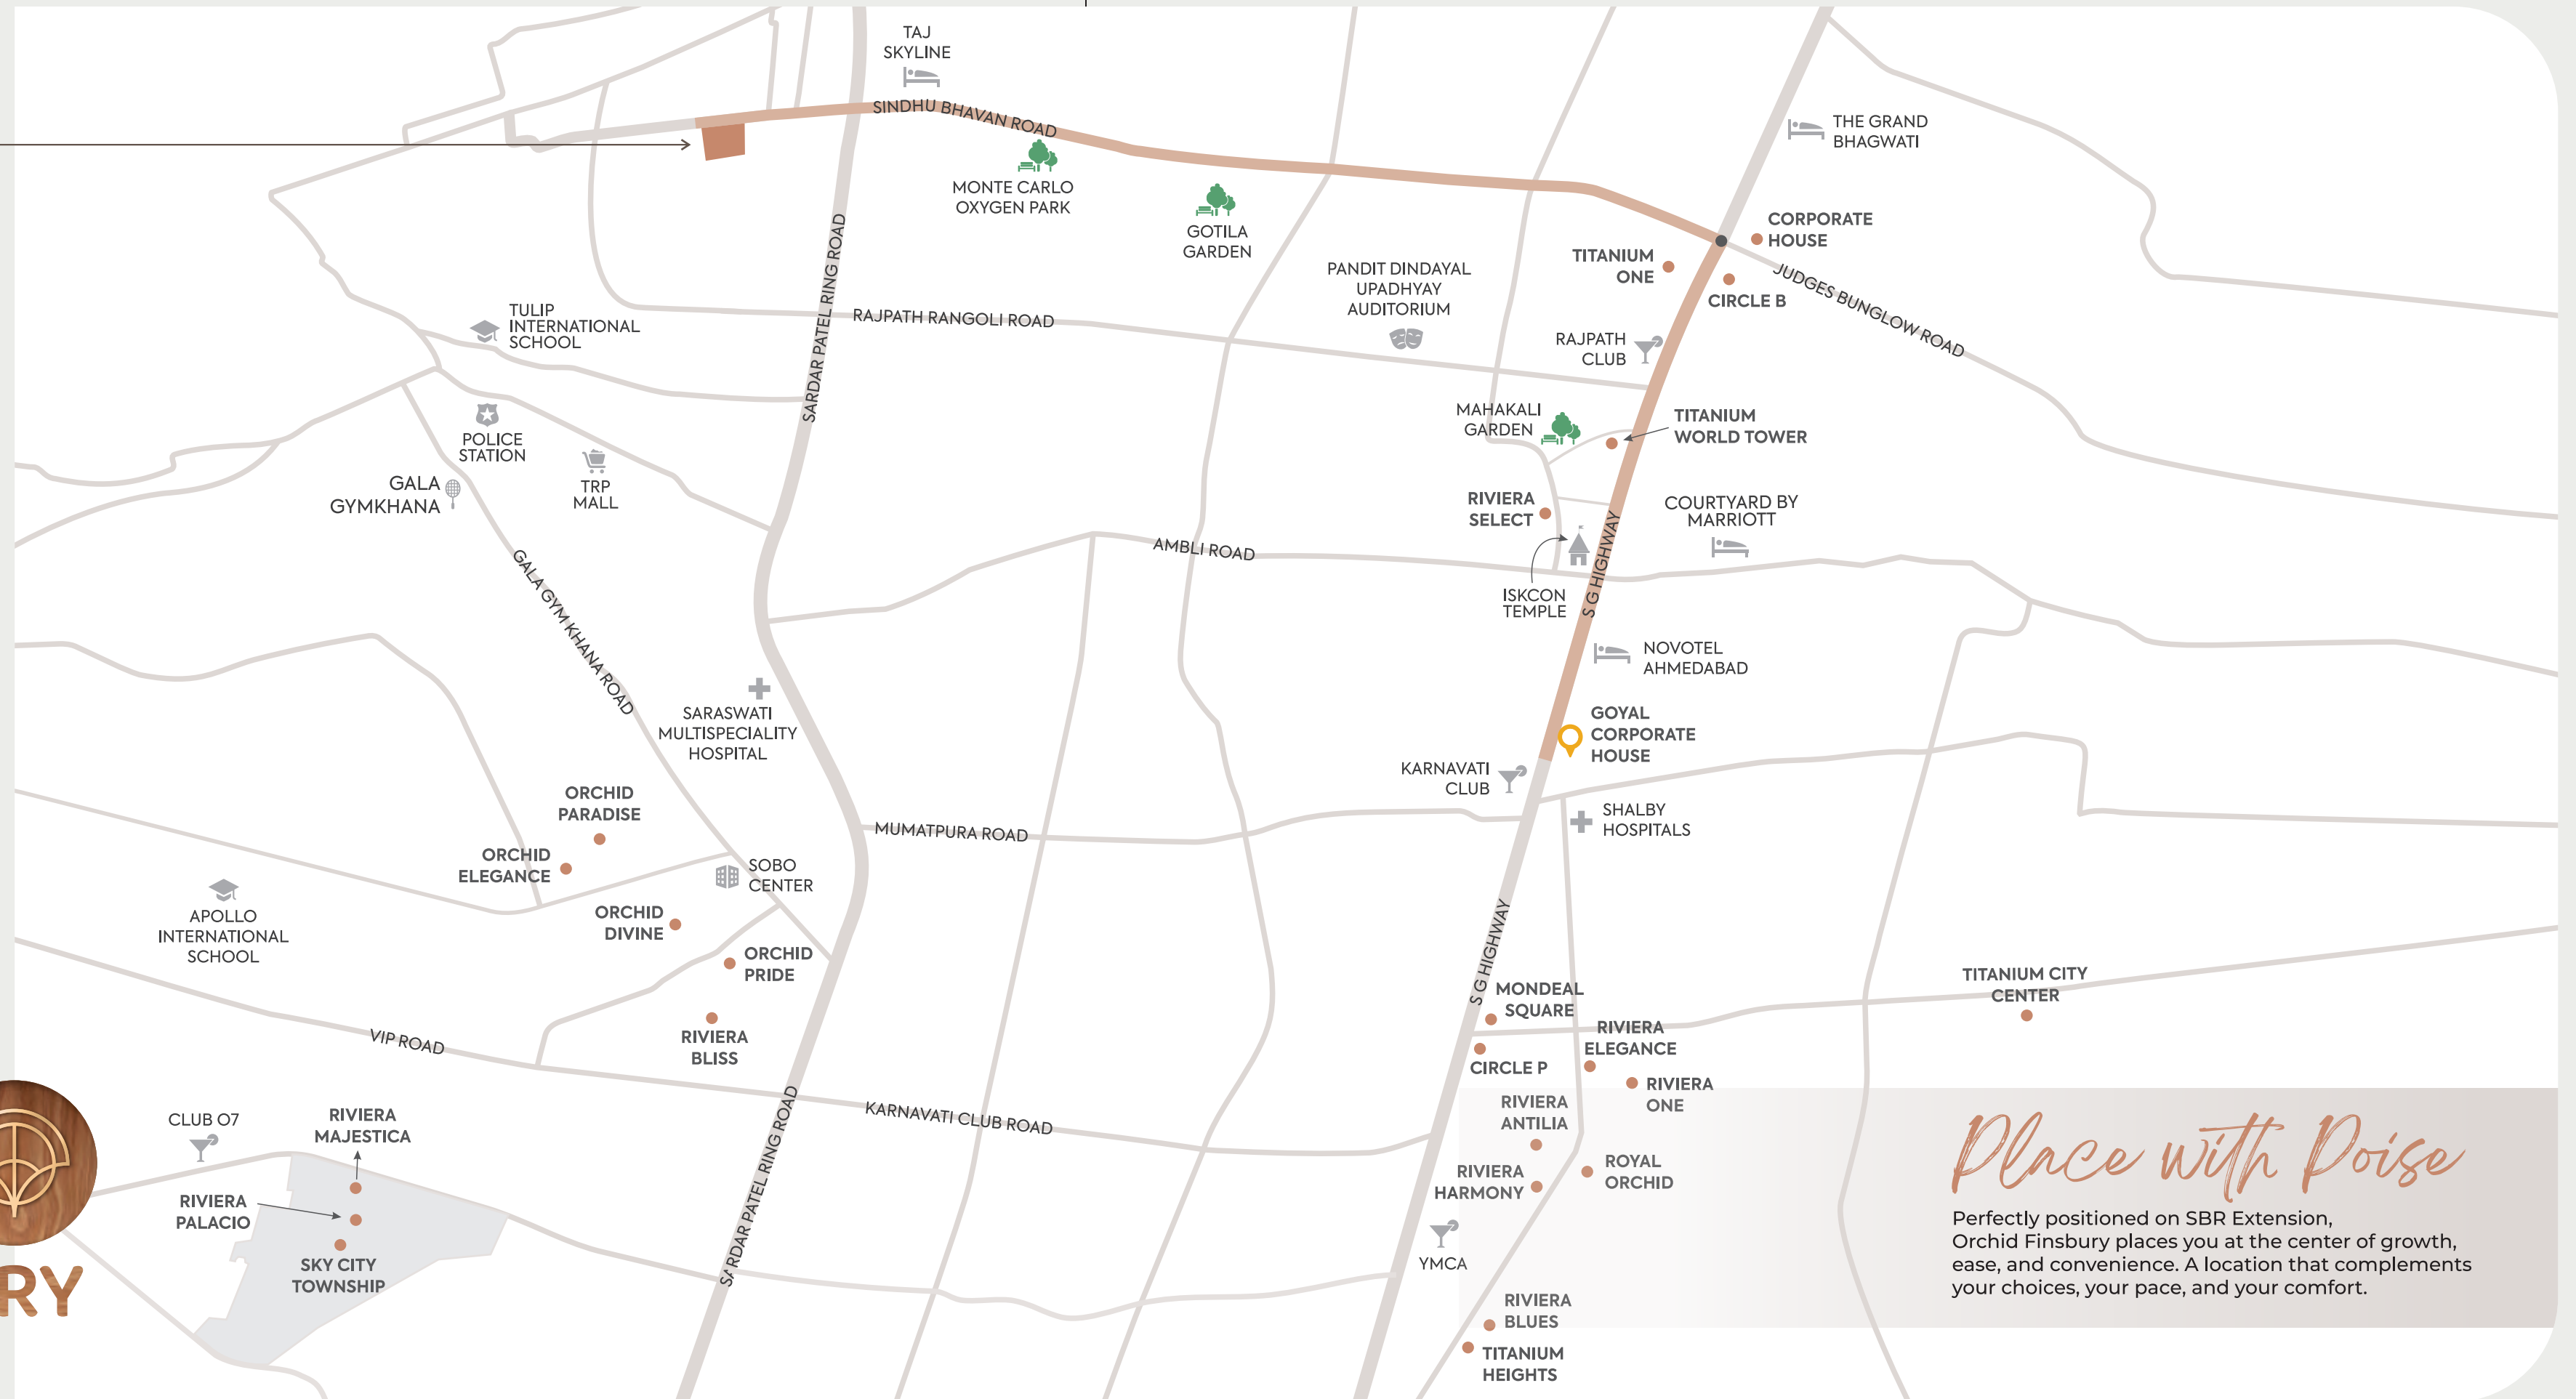 TAJ
SKYLINE
SINDHU BHAVAN ROAD
THE GRAND
BHAGWATI
MONTE CARLO
OXYGEN PARK
GOTILA
GARDEN
CORPORATE
HOUSE
TITANIUM
ONE
CIRCLE B
JUDGES BUNGLOW ROAD
PANDIT DINDAYAL
UPADHYAY
AUDITORIUM
SARDAR PATEL RING ROAD
RAJPATH RANGOLI ROAD
TULIP
INTERNATIONAL
SCHOOL
RAJPATH
CLUB
MAHAKALI
GARDEN
TITANIUM
WORLD TOWER
POLICE
STATION
TRP
MALL
GALA
GYMKHANA
RIVIERA
SELECT
COURTYARD BY
MARRIOTT
AMBLI ROAD
S G HIGHWAY
ISKCON
TEMPLE
GALA GYM KHANA ROAD
NOVOTEL
AHMEDABAD
SARASWATI
MULTISPECIALITY
HOSPITAL
GOYAL
CORPORATE
HOUSE
KARNAVATI
CLUB
SHALBY
HOSPITALS
ORCHID
PARADISE
MUMATPURA ROAD
ORCHID
ELEGANCE
SOBO
CENTER
APOLLO
INTERNATIONAL
SCHOOL
ORCHID
DIVINE
ORCHID
PRIDE
S G HIGHWAY
MONDEAL
SQUARE
TITANIUM CITY
CENTER
VIP ROAD
RIVIERA
BLISS
RIVIERA
ELEGANCE
CIRCLE P
RIVIERA
ONE
RIVIERA
ANTILIA
KARNAVATI CLUB ROAD
SARDAR PATEL RING ROAD
CLUB O7
RIVIERA
MAJESTICA
RIVIERA
PALACIO
SKY CITY
TOWNSHIP
RIVIERA
HARMONY
ROYAL
ORCHID
YMCA
RIVIERA
BLUES
TITANIUM
HEIGHTS
RY
Place with Poise
Perfectly positioned on SBR Extension,
Orchid Finsbury places you at the center of growth,
ease, and convenience. A location that complements
your choices, your pace, and your comfort.